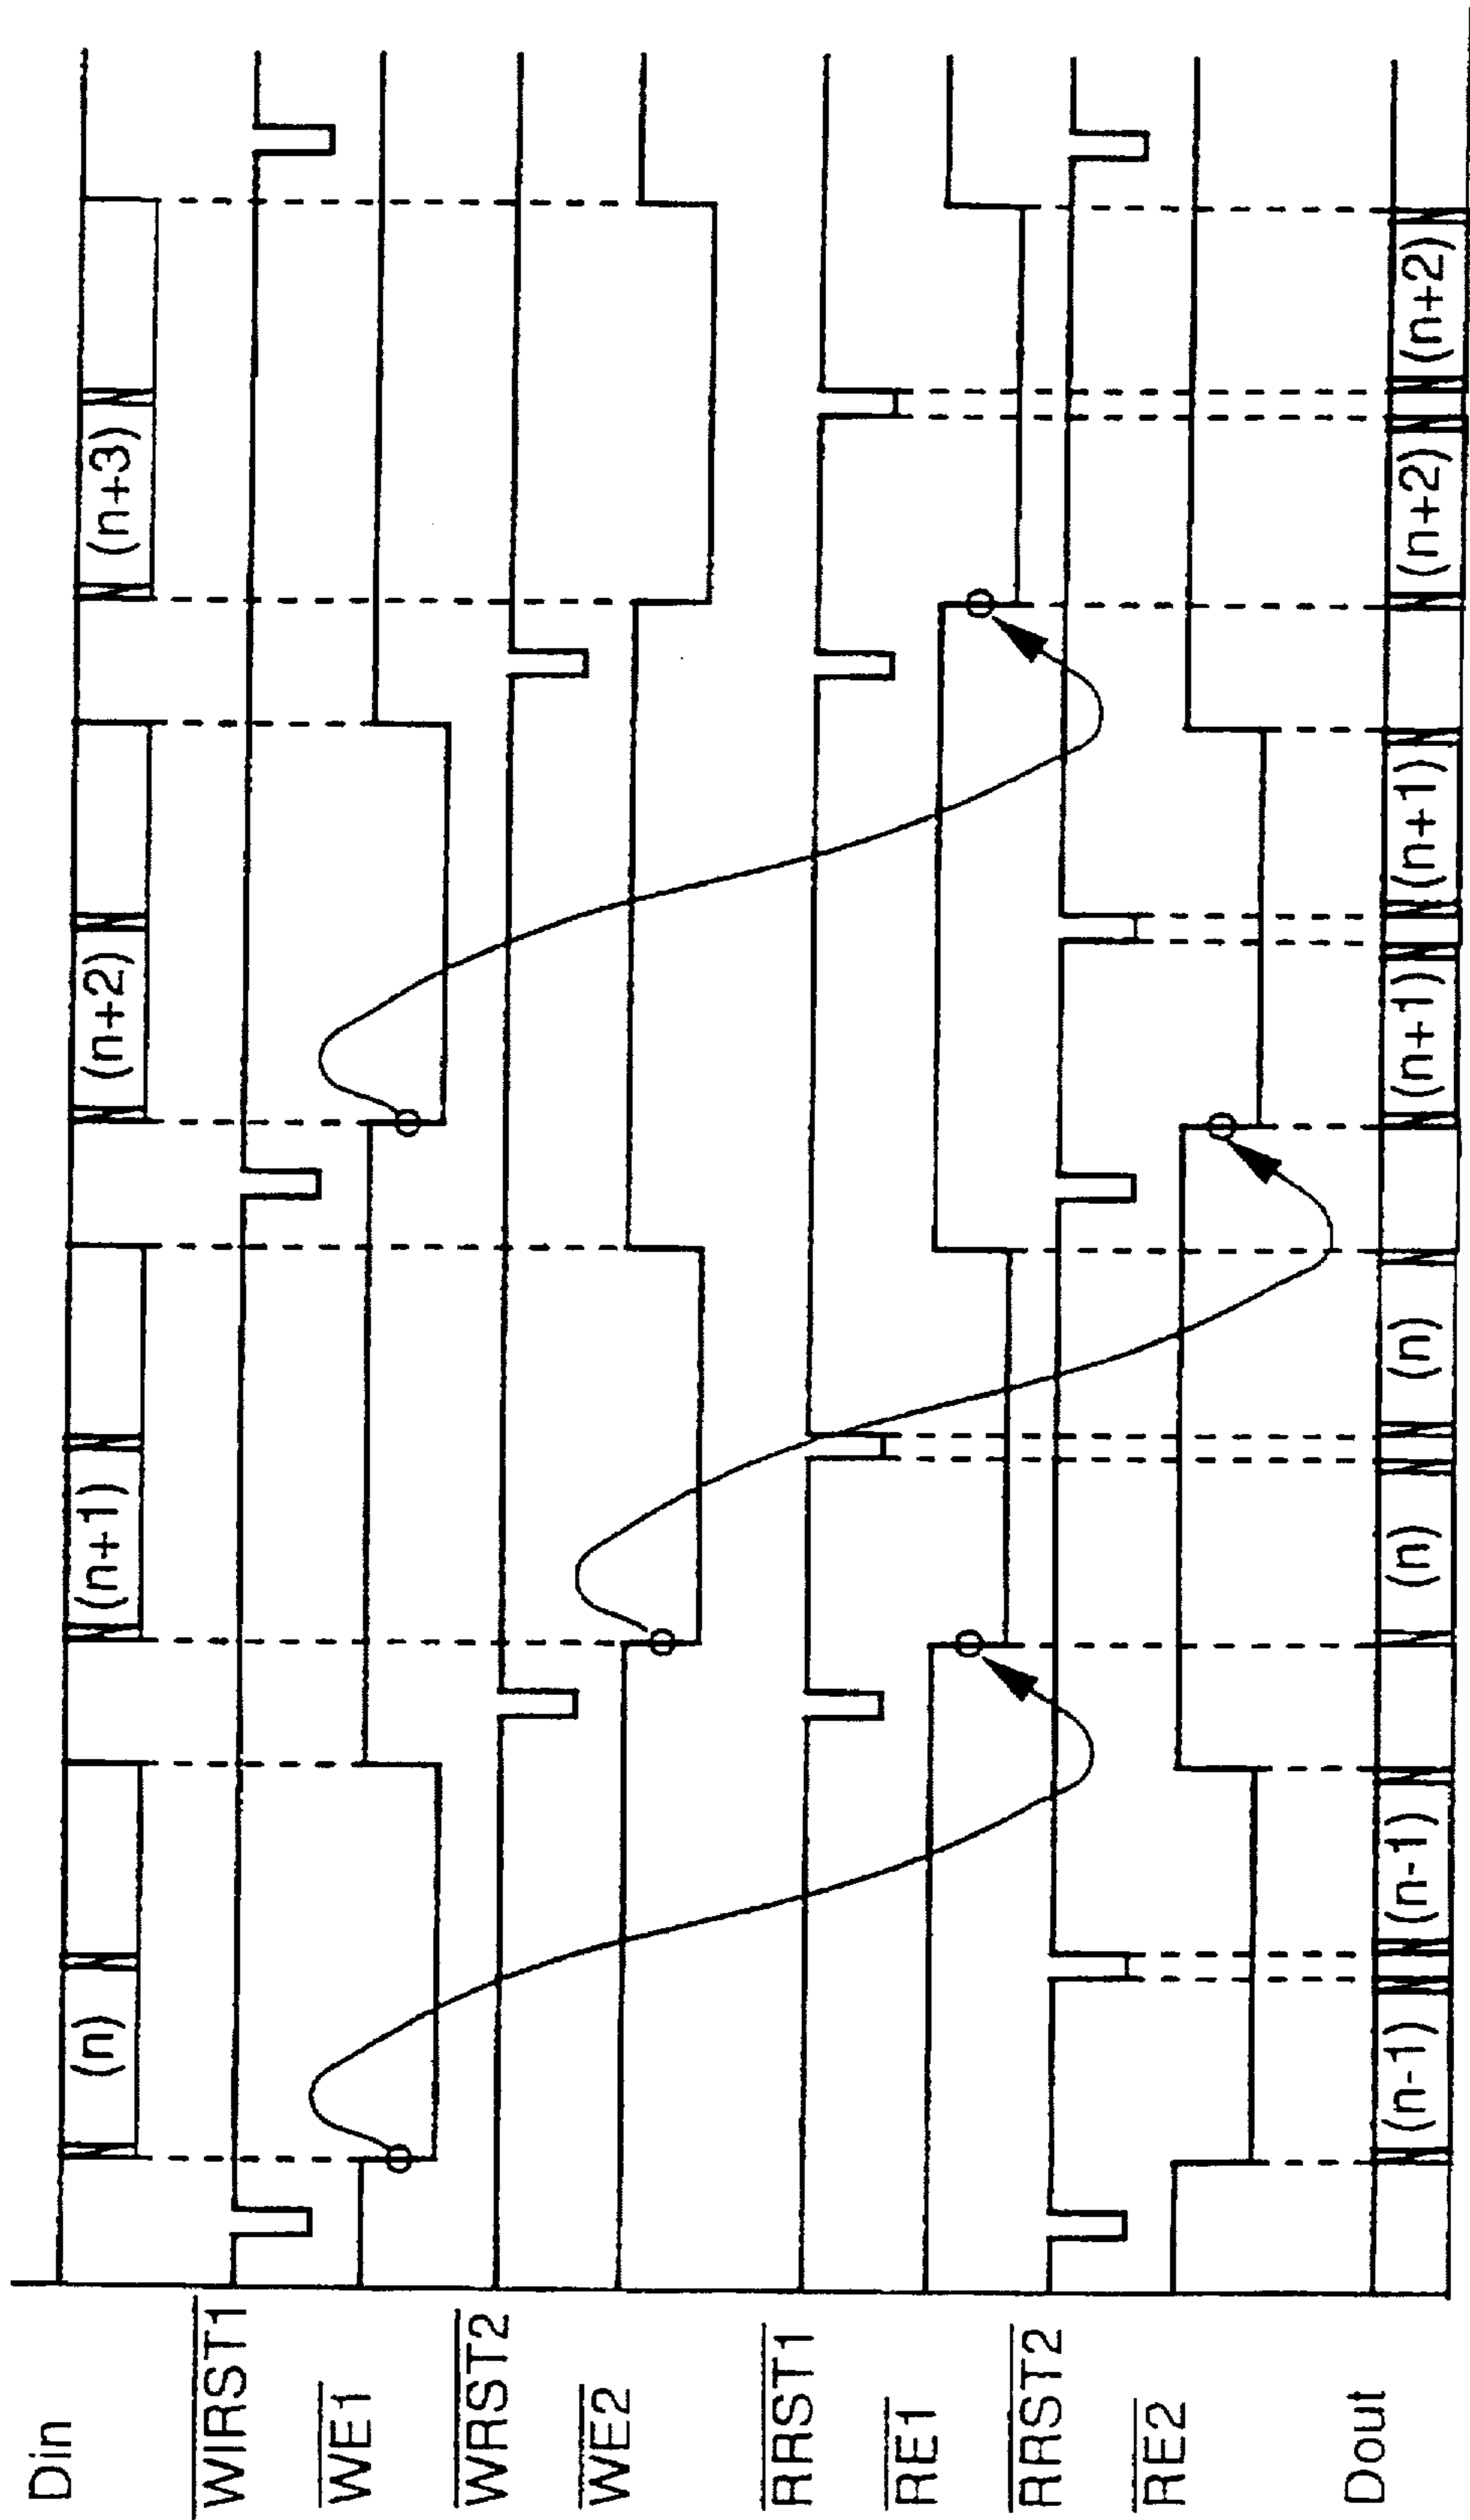 Din
(n)
(n+1)
(n+2)
(n+3)
WIRST1
WE1
WRST2
WE2
RRST1
RE1
RRST2
RE2
Dout
(n-1)
(n-1)
(n)
(n)
(n+1)
(n+1)
(n+2)
(n+2)